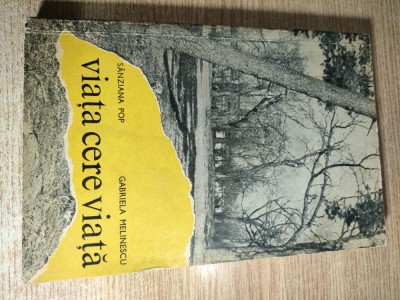 SÂNZIANA POP
GABRIELA MELINESCU
viața cere viață